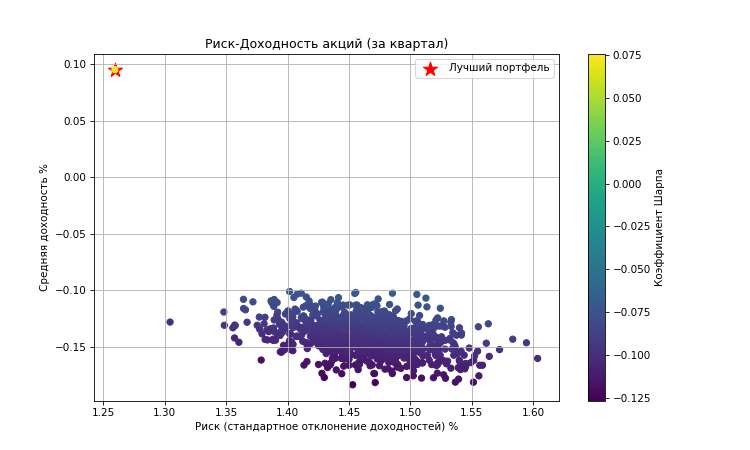 Риск-Доходность акций (за квартал)
Лучший портфель
0.10
0.05
0.00
−0.05
−0.10
−0.15
Средняя доходность %
1.25 1.30 1.35 1.40 1.45 1.50 1.55 1.60
Риск (стандартное отклонение доходностей) %
0.075
0.050
0.025
0.000
−0.025
−0.050
−0.075
−0.100
−0.125
Коэффициент Шарпа